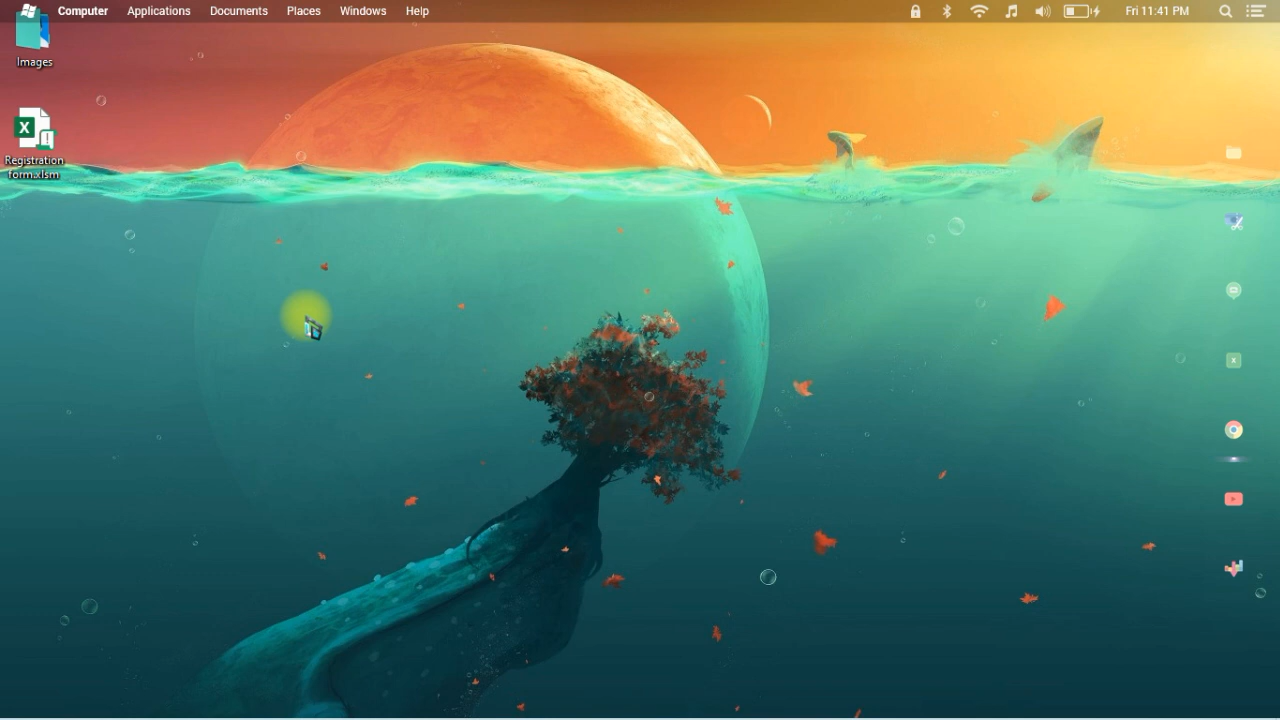 Computer Applications Documents Places Windows Help Fri 11:41 PM
Images
Registration
form.xlsm